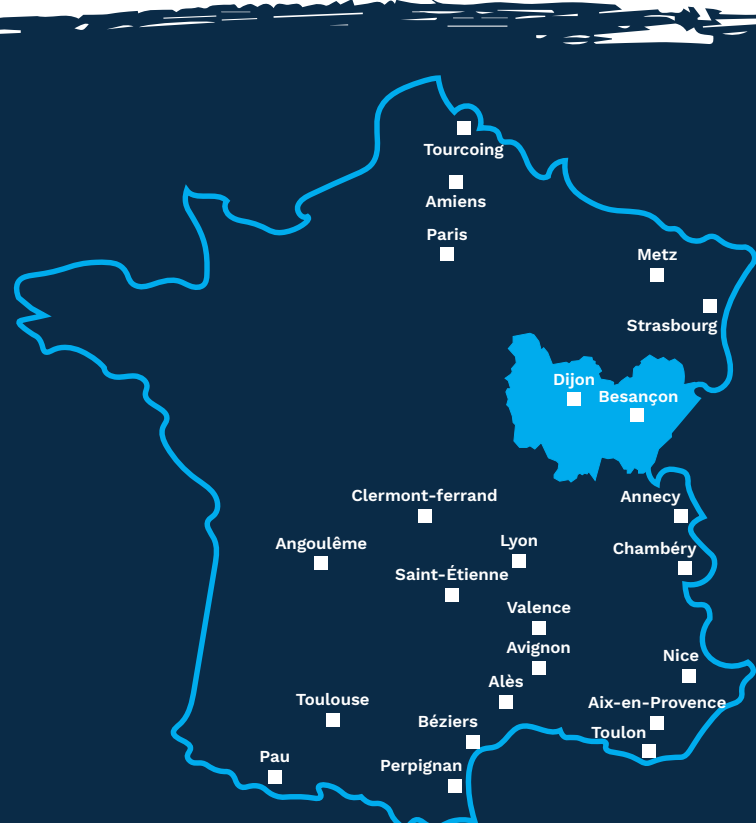 Tourcoing
Amiens
Paris
Metz
Strasbourg
Dijon
Besançon
Clermont-ferrand
Annecy
Angoulême
Lyon
Chambéry
Saint-Étienne
Valence
Avignon
Nice
Alès
Toulouse
Aix-en-Provence
Béziers
Toulon
Pau
Perpignan